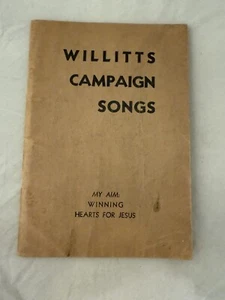 WILLITTS
CAMPAIGN
SONGS
MY AIM:
WINNING
HEARTS FOR JESUS